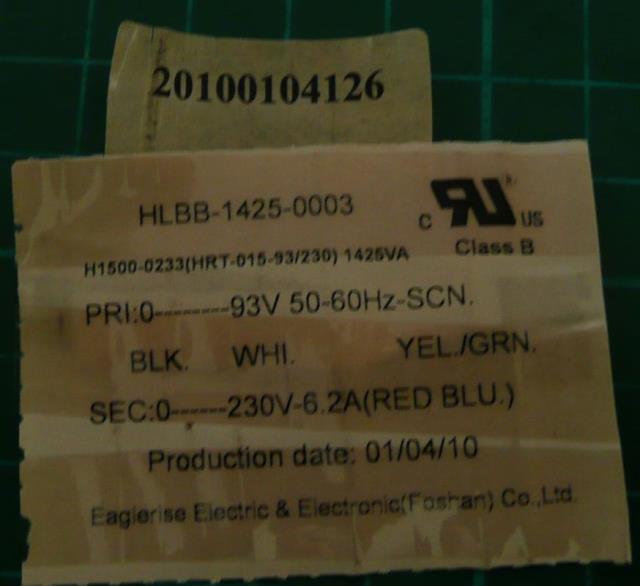 20100104126
HLBB-1425-0003
C RU ® US
H1500-0233(HRT-015-93/230) 1425VA
Class B
PRI:0--------93V 50-60Hz-SCN.
BLK. WHI. YEL./GRN.
SEC:0------230V-6.2A(RED BLU.)
Production date: 01/04/10
Eaglerise Electric & Electronic(Foshan) Co.,Ltd.